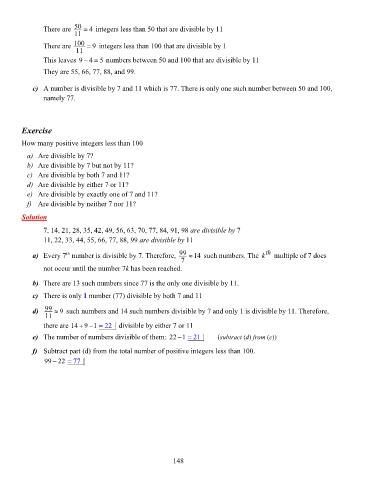 There are 50/11 ≈ 4 integers less than 50 that are divisible by 11
There are 100/11 ≈ 9 integers less than 100 that are divisible by 1
This leaves 9 − 4 = 5 numbers between 50 and 100 that are divisible by 11
They are 55, 66, 77, 88, and 99.
c) A number is divisible by 7 and 11 which is 77. There is only one such number between 50 and 100,
namely 77.
Exercise
How many positive integers less than 100
a) Are divisible by 7?
b) Are divisible by 7 but not by 11?
c) Are divisible by both 7 and 11?
d) Are divisible by either 7 or 11?
e) Are divisible by exactly one of 7 and 11?
f) Are divisible by neither 7 nor 11?
Solution
7, 14, 21, 28, 35, 42, 49, 56, 63, 70, 77, 84, 91, 98 are divisible by 7
11, 22, 33, 44, 55, 66, 77, 88, 99 are divisible by 11
a) Every 7th number is divisible by 7. Therefore, 99/7 ≈ 14 such numbers. The kth multiple of 7 does
not occur until the number 7k has been reached.
b) There are 13 such numbers since 77 is the only one divisible by 11.
c) There is only 1 number (77) divisible by both 7 and 11
d) 99/11 ≈ 9 such numbers and 14 such numbers divisible by 7 and only 1 is divisible by 11. Therefore,
there are 14 + 9 − 1 = 22 | divisible by either 7 or 11
e) The number of numbers divisible of them: 22 − 1 = 21 | (subtract (d) from (c))
f) Subtract part (d) from the total number of positive integers less than 100.
99 − 22 = 77 |
148